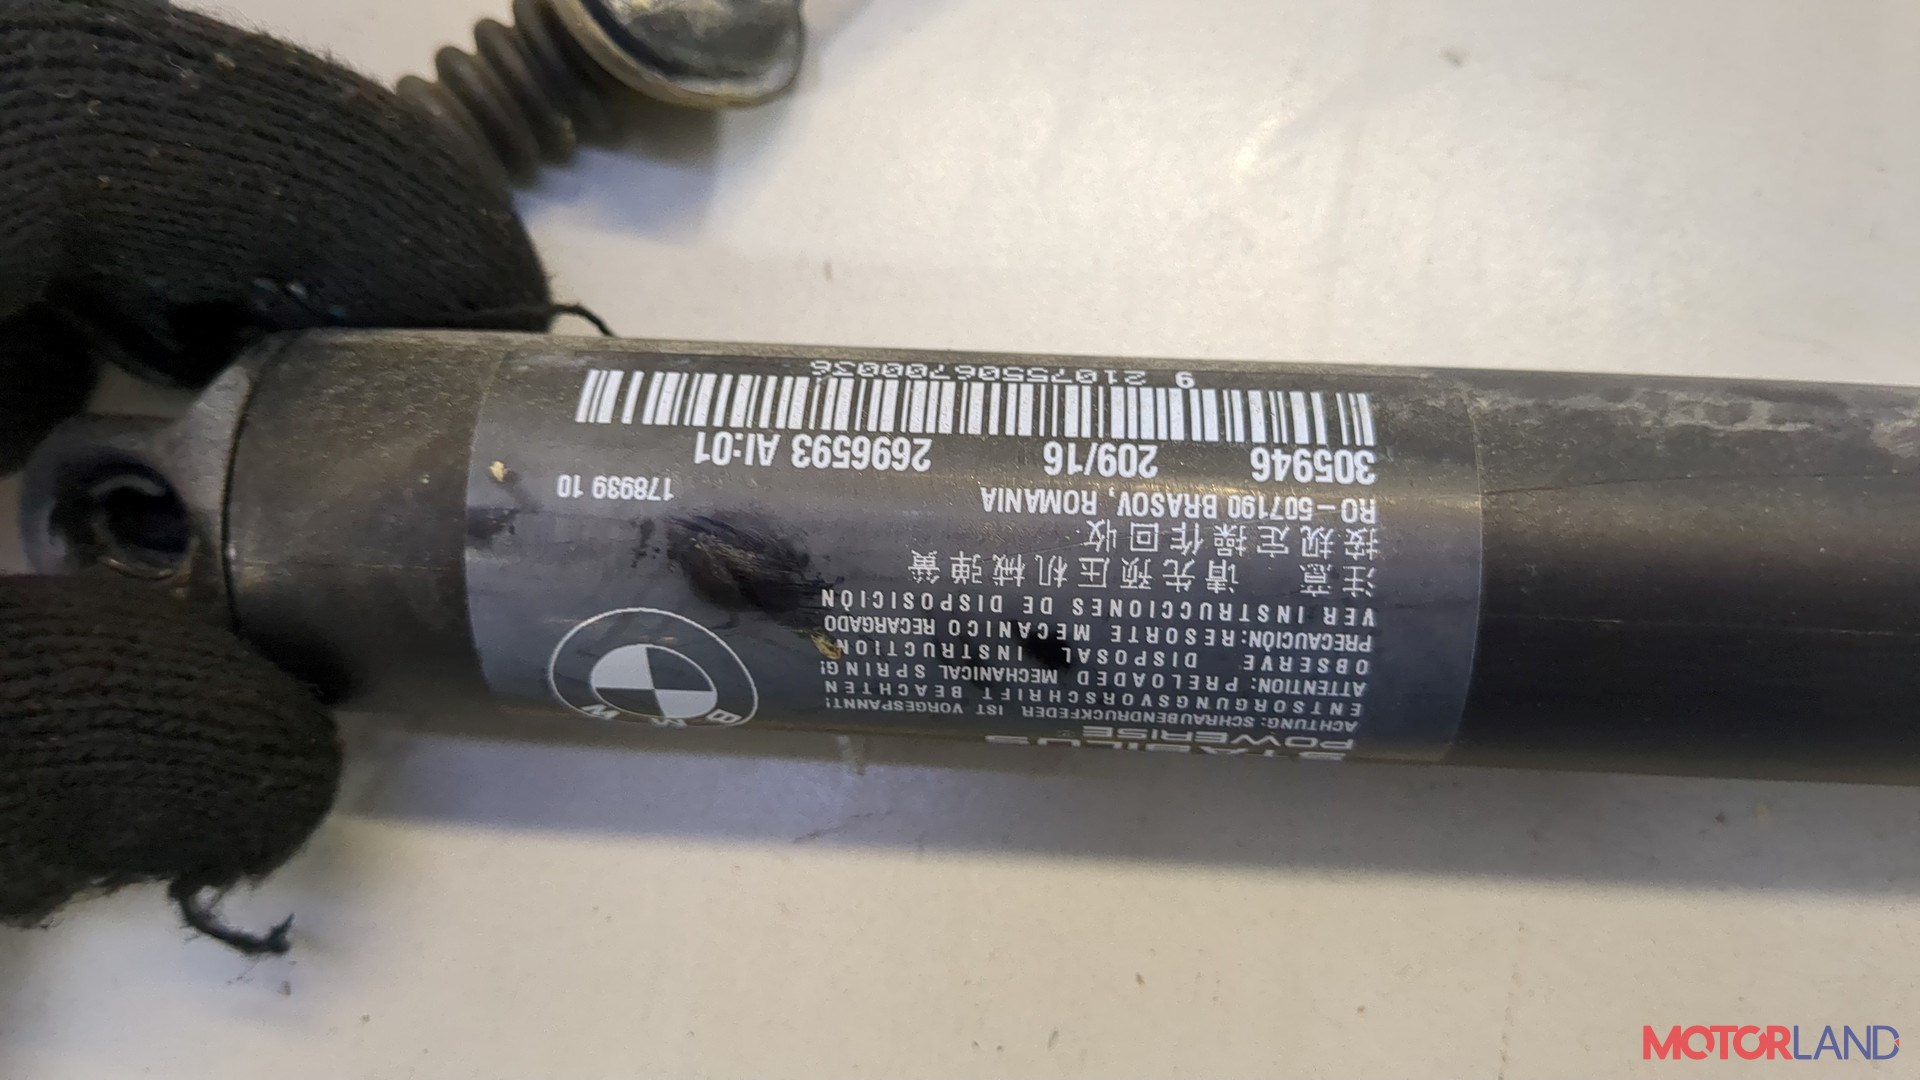 STABILUS
POWERISE
ACHTUNG: SCHRAUBENDRUCKFEDER IST VORGESPANNT!
ENTSORGUNGSVORSCHRIFT BEACHTEN
ATTENTION: PRELOADED MECHANICAL SPRING!
OBSERVE DISPOSAL INSTRUCTION
PRECAUCIÓN: RESORTE MECANICO RECARGADO
VER INSTRUCCIONES DE DISPOSICIÓN
注意 请先预压机械弹簧
按规定操作回收
BMW
RO-507190 BRASOV, ROMANIA
178939 10
305946 209/16 2696593 AI:01
9 21075506700036
MOTORLAND